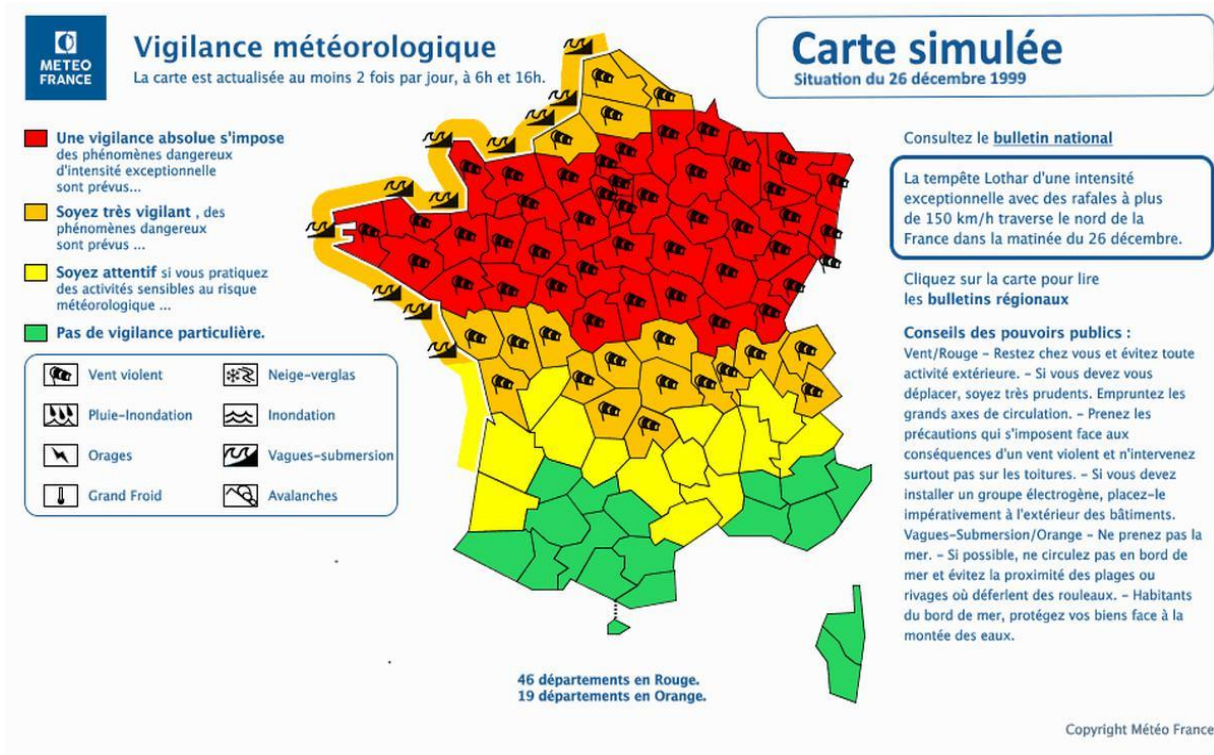 METEO
FRANCE
Vigilance météorologique
La carte est actualisée au moins 2 fois par jour, à 6h et 16h.
Carte simulée
Situation du 26 décembre 1999
Une vigilance absolue s'impose
des phénomènes dangereux
d'intensité exceptionnelle
sont prévus...
Soyez très vigilant , des
phénomènes dangereux
sont prévus ...
Soyez attentif si vous pratiquez
des activités sensibles au risque
météorologique ...
Pas de vigilance particulière.
Vent violent
Neige-verglas
Pluie-Inondation
Inondation
Orages
Vagues-submersion
Grand Froid
Avalanches
Consultez le bulletin national
La tempête Lothar d'une intensité
exceptionnelle avec des rafales à plus
de 150 km/h traverse le nord de la
France dans la matinée du 26 décembre.
Cliquez sur la carte pour lire
les bulletins régionaux
Conseils des pouvoirs publics :
Vent/Rouge – Restez chez vous et évitez toute
activité extérieure. – Si vous devez vous
déplacer, soyez très prudents. Empruntez les
grands axes de circulation. – Prenez les
précautions qui s'imposent face aux
conséquences d'un vent violent et n'intervenez
surtout pas sur les toitures. – Si vous devez
installer un groupe électrogène, placez-le
impérativement à l'extérieur des bâtiments.
Vagues-Submersion/Orange – Ne prenez pas la
mer. – Si possible, ne circulez pas en bord de
mer et évitez la proximité des plages ou
rivages où déferlent des rouleaux. – Habitants
du bord de mer, protégez vos biens face à la
montée des eaux.
46 départements en Rouge.
19 départements en Orange.
Copyright Météo France